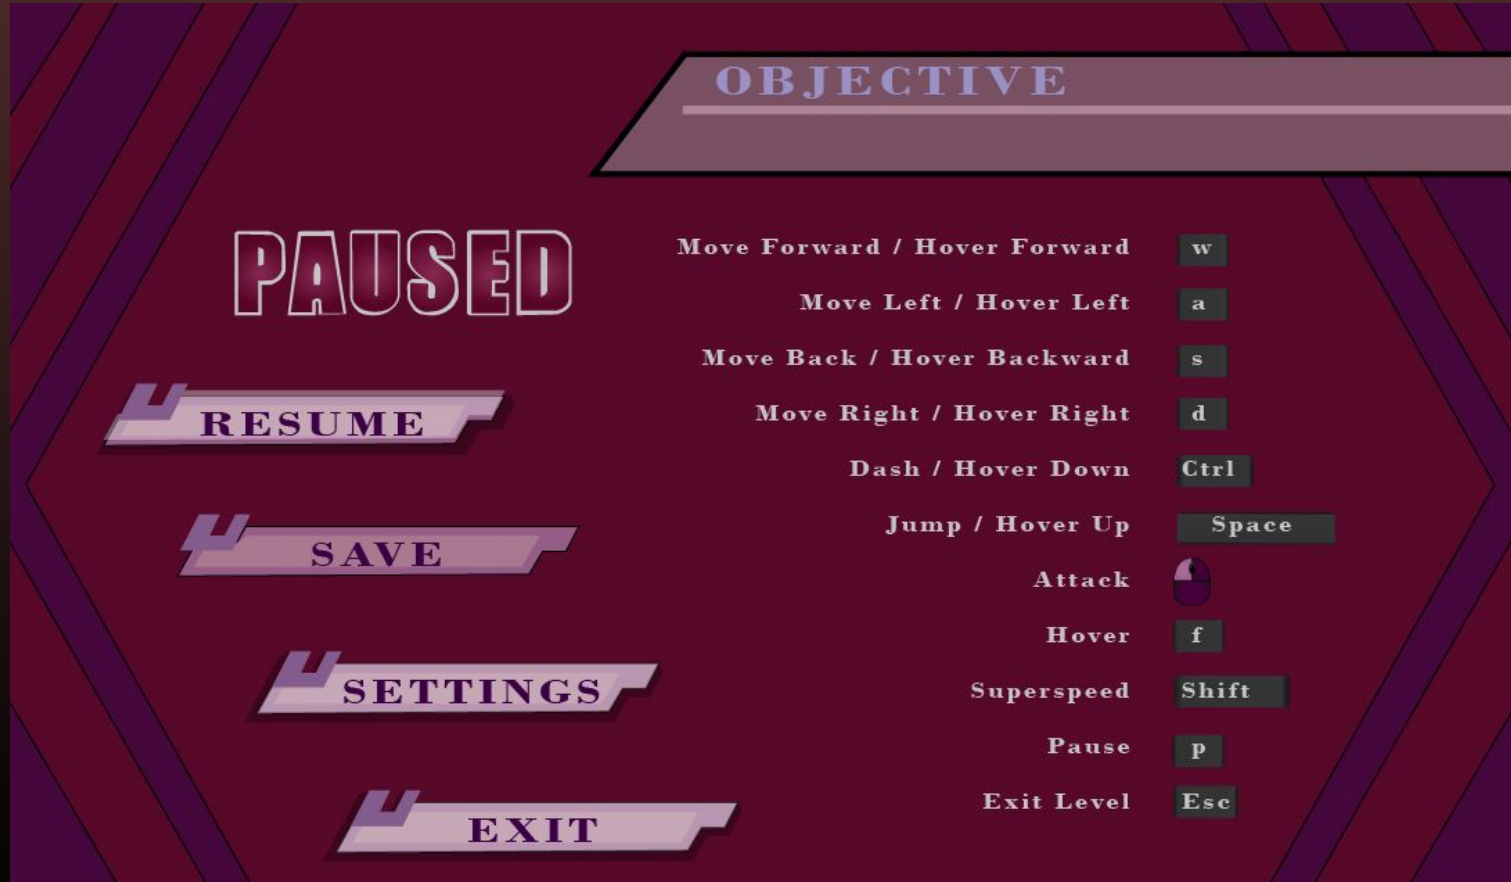 OBJECTIVE
PAUSED
RESUME
SAVE
SETTINGS
EXIT
Move Forward / Hover Forward w
Move Left / Hover Left a
Move Back / Hover Backward s
Move Right / Hover Right d
Dash / Hover Down Ctrl
Jump / Hover Up Space
Attack
Hover f
Superspeed Shift
Pause p
Exit Level Esc